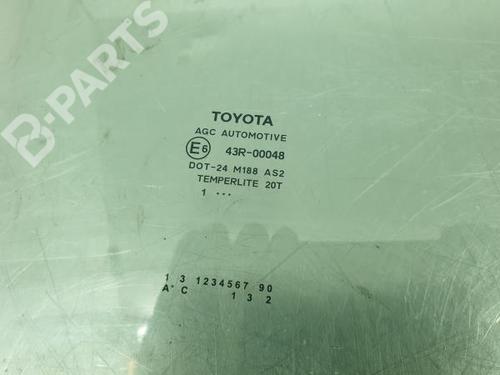 B-PARTS
TOYOTA
AGC AUTOMOTIVE
E6 43R-00048
DOT-24 M188 AS2
TEMPERLITE 20T
1 ...
1 3 1234567 90
A* C 1 3 2